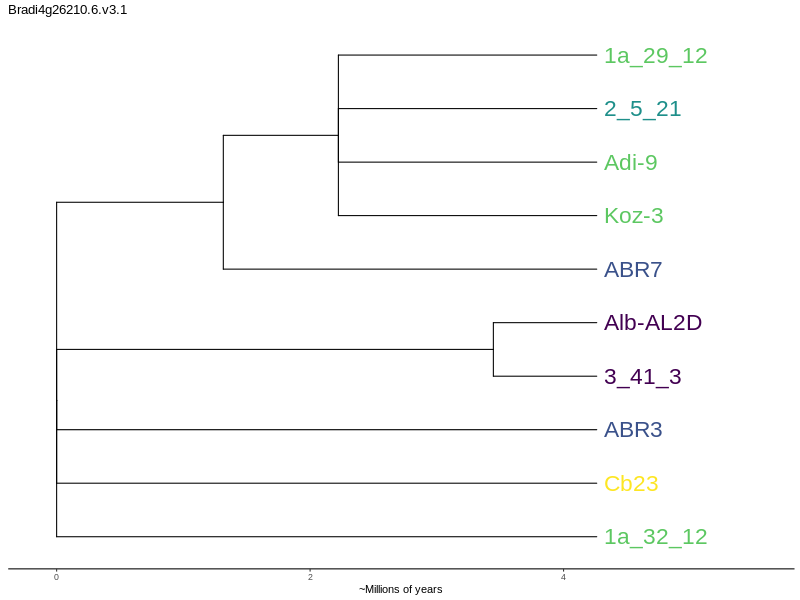 Bradi4g26210.6.v3.1
1a_29_12
2_5_21
Adi-9
Koz-3
ABR7
Alb-AL2D
3_41_3
ABR3
Cb23
1a_32_12
0 2 4
~Millions of years